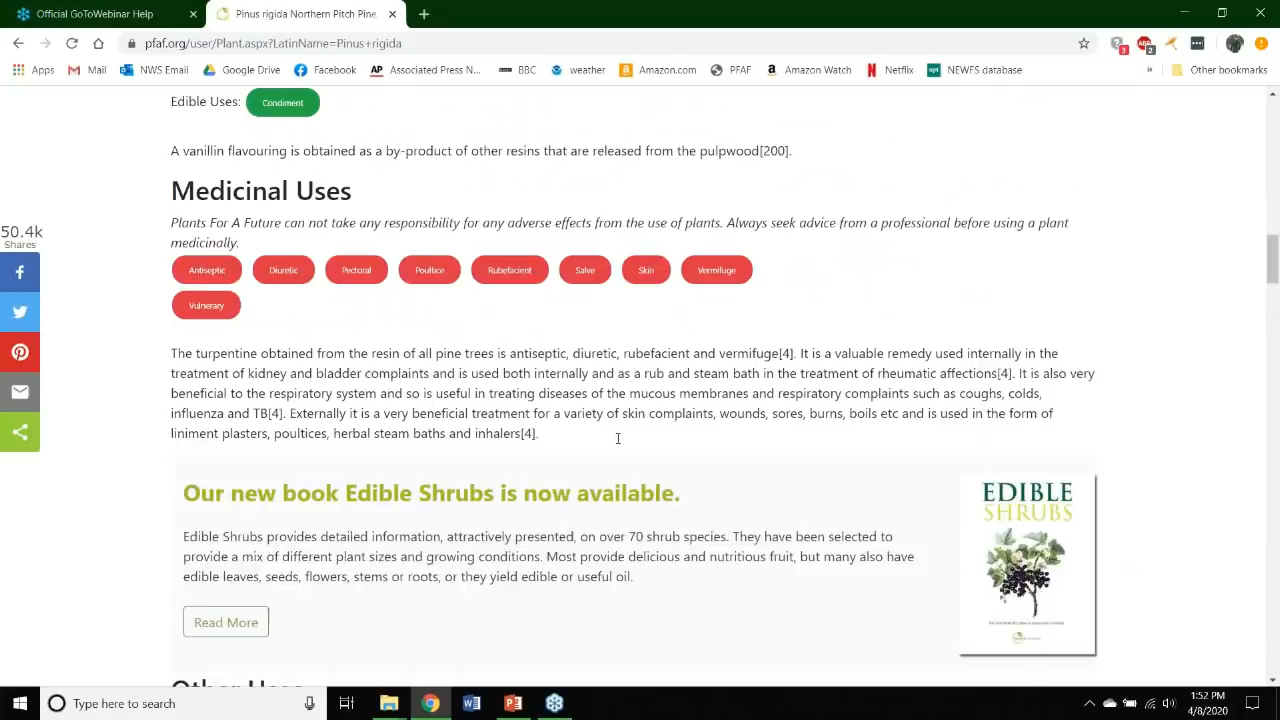 Official GoToWebinar Help
Pinus rigida Northern Pitch Pine
pfaf.org/user/Plant.aspx?LatinName=Pinus+rigida
3
2
Apps
Mail
NWS Email
Google Drive
Facebook
AP Associated Press N...
BBC
weather
Amazon.com
PFAF
Amazon Watch
Netflix
NEWFS database
»
Other bookmarks
Edible Uses: Condiment
A vanillin flavouring is obtained as a by-product of other resins that are released from the pulpwood[200].
Medicinal Uses
Plants For A Future can not take any responsibility for any adverse effects from the use of plants. Always seek advice from a professional before using a plant
medicinally.
Antiseptic Diuretic Pectoral Poultice Rubefacient Salve Skin Vermifuge
Vulnerary
50.4k
Shares
The turpentine obtained from the resin of all pine trees is antiseptic, diuretic, rubefacient and vermifuge[4]. It is a valuable remedy used internally in the
treatment of kidney and bladder complaints and is used both internally and as a rub and steam bath in the treatment of rheumatic affections[4]. It is also very
beneficial to the respiratory system and so is useful in treating diseases of the mucous membranes and respiratory complaints such as coughs, colds,
influenza and TB[4]. Externally it is a very beneficial treatment for a variety of skin complaints, wounds, sores, burns, boils etc and is used in the form of
liniment plasters, poultices, herbal steam baths and inhalers[4].
Our new book Edible Shrubs is now available.
Edible Shrubs provides detailed information, attractively presented, on over 70 shrub species. They have been selected to
provide a mix of different plant sizes and growing conditions. Most provide delicious and nutritious fruit, but many also have
edible leaves, seeds, flowers, stems or roots, or they yield edible or useful oil.
Read More
EDIBLE
SHRUBS
Other Uses
Type here to search
1:52 PM
4/8/2020